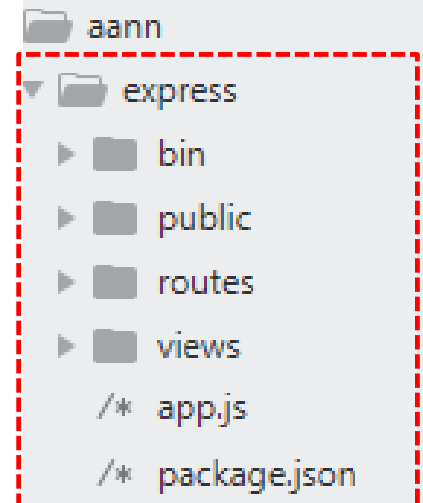 aann
express
bin
public
routes
views
/* app.js
/* package.json